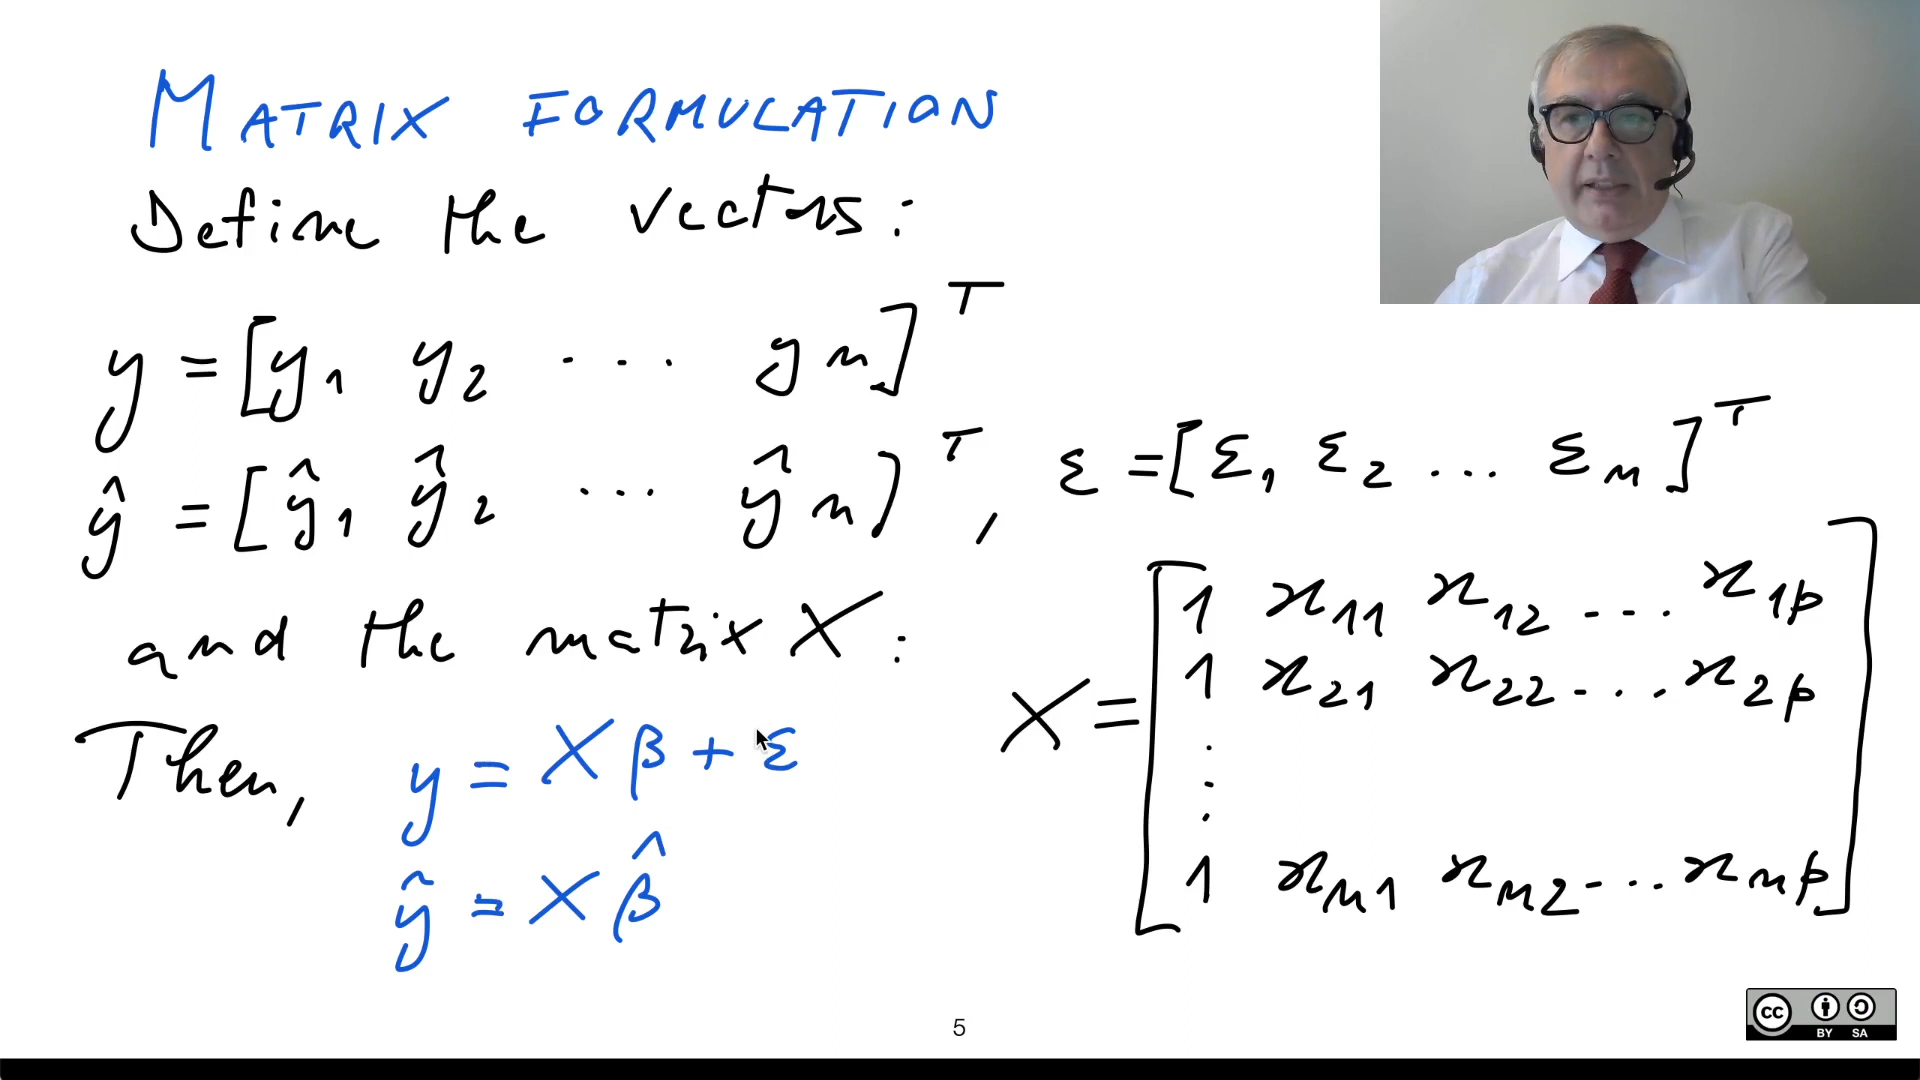 MATRIX FORMULATION
Define the vectors:
y = [y₁ y₂ ... yₙ]ᵀ
ŷ = [ŷ₁ ŷ₂ ... ŷₙ]ᵀ, ε = [ε₁ ε₂ ... εₙ]ᵀ
and the matrix X:
X = [1 x₁₁ x₁₂ ... x₁ₚ
1 x₂₁ x₂₂ ... x₂ₚ
⋮
1 xₙ₁ xₙ₂ ... xₙₚ]
Then, y = Xβ + ε
ŷ = Xβ̂
5
cc BY SA